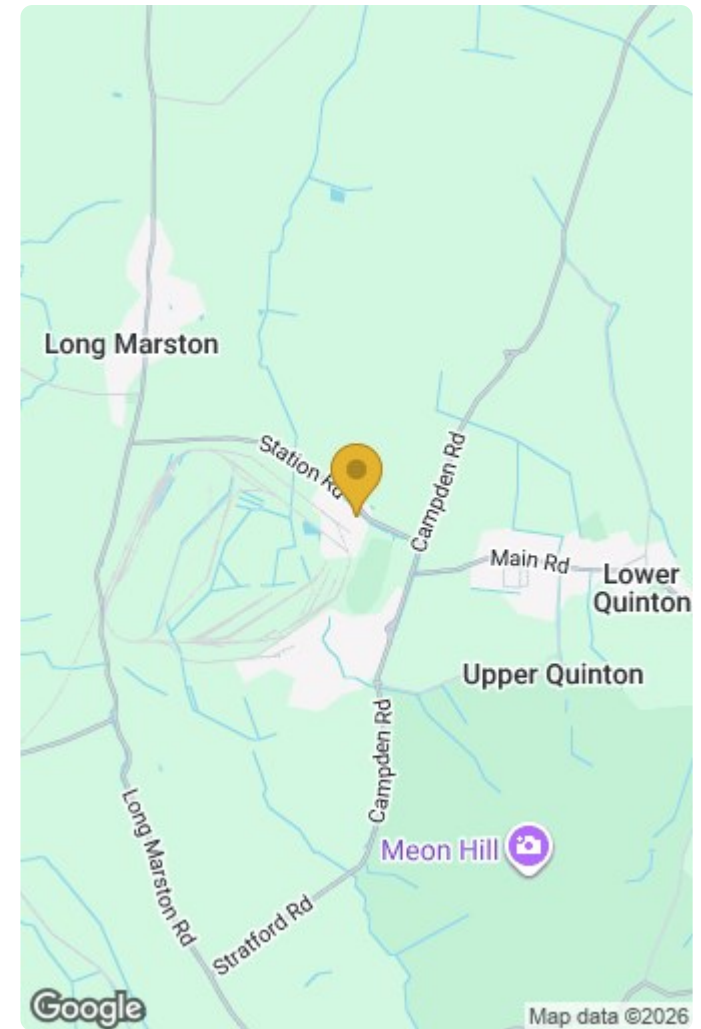 Long Marston
Station Rd
Campden Rd
Main Rd
Lower
Quinton
Upper Quinton
Campden Rd
Long Marston Rd
Meon Hill
Stratford Rd
Google
Map data ©2026